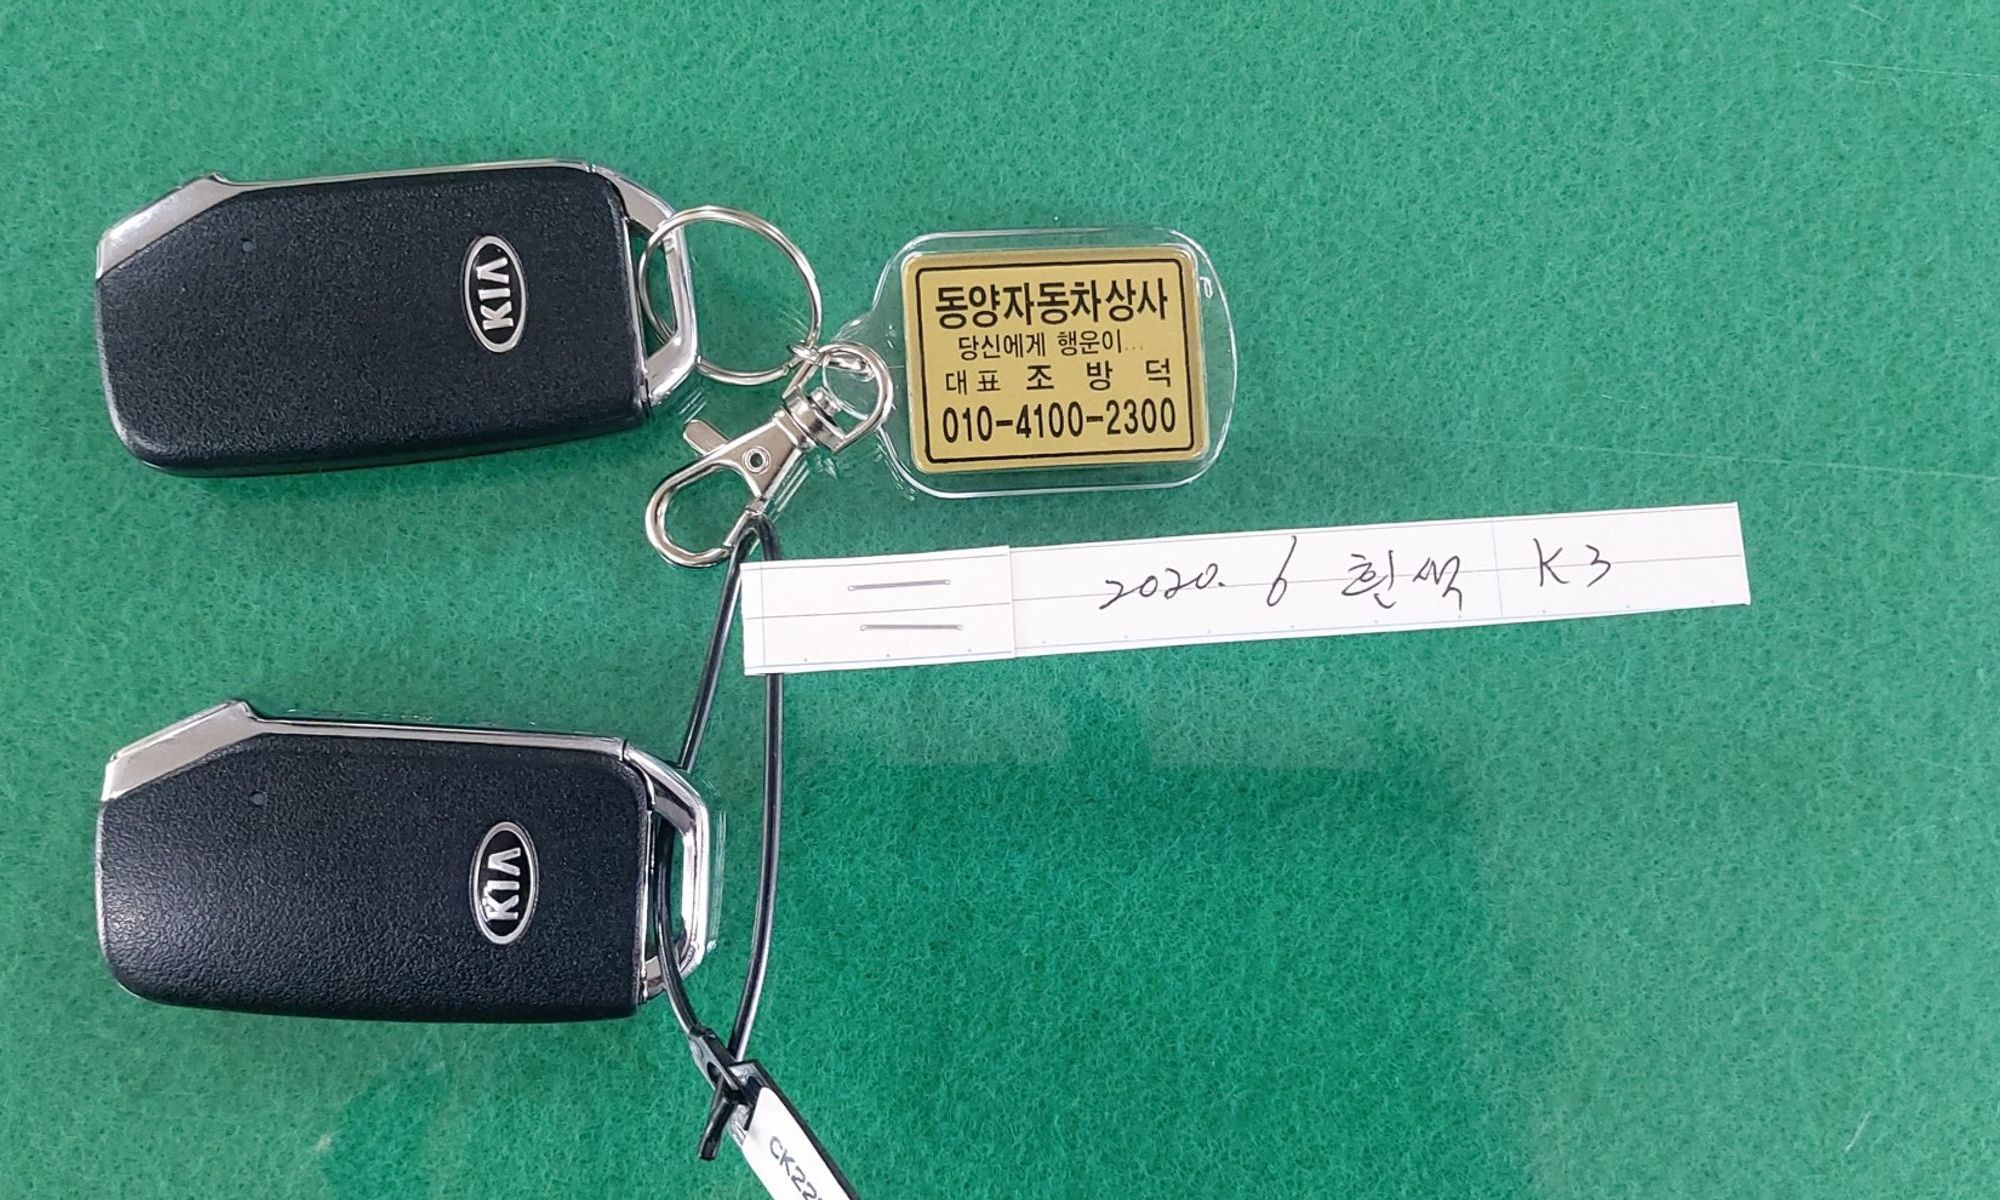 KIA
동양자동차상사
당신에게 행운이...
대표 조방덕
010-4100-2300
2020. 6 흰색 K3
KIA
CK22